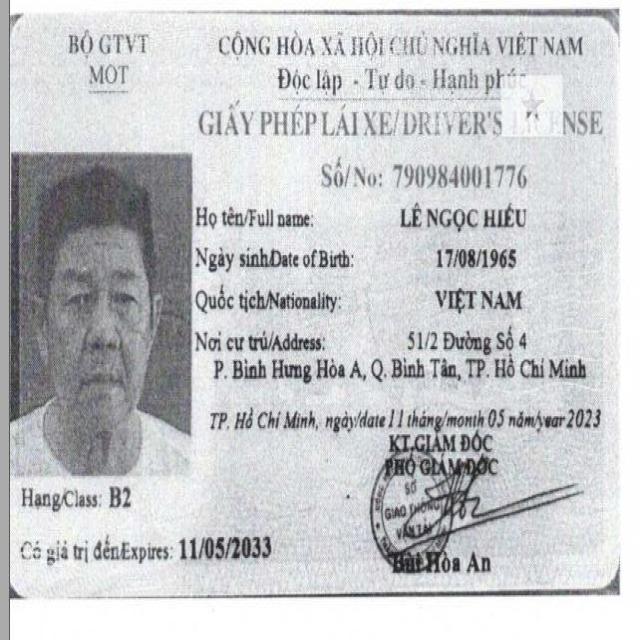 BỘ GTVT
MOT
CỘNG HÒA XÃ HỘI CHỦ NGHĨA VIỆT NAM
Độc lập - Tự do - Hạnh phúc
GIẤY PHÉP LÁI XE/DRIVER'S LICENSE
Số/No: 790984001776
Họ tên/Full name: LÊ NGỌC HIẾU
Ngày sinh/Date of Birth: 17/08/1965
Quốc tịch/Nationality: VIỆT NAM
Nơi cư trú/Address: 51/2 Đường Số 4
P. Bình Hưng Hòa A, Q. Bình Tân, TP. Hồ Chí Minh
TP. Hồ Chí Minh, ngày/date 11 tháng/month 05 năm/year 2023
KT.GIÁM ĐỐC
PHÓ GIÁM ĐỐC
SỞ
GIAO THÔNG
VẬN TẢI
Bùi Hòa An
Hạng/Class: B2
Có giá trị đến/Expires: 11/05/2033